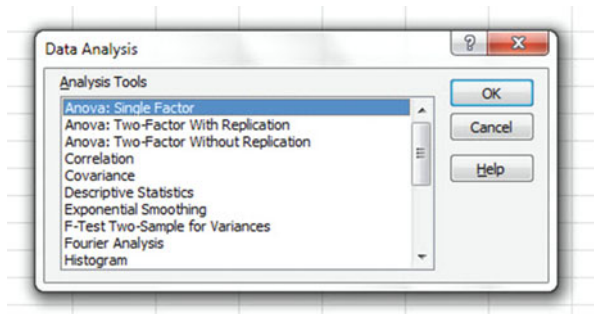 Data Analysis
?
X
Analysis Tools
Anova: Single Factor
Anova: Two-Factor With Replication
Anova: Two-Factor Without Replication
Correlation
Covariance
Descriptive Statistics
Exponential Smoothing
F-Test Two-Sample for Variances
Fourier Analysis
Histogram
OK
Cancel
Help